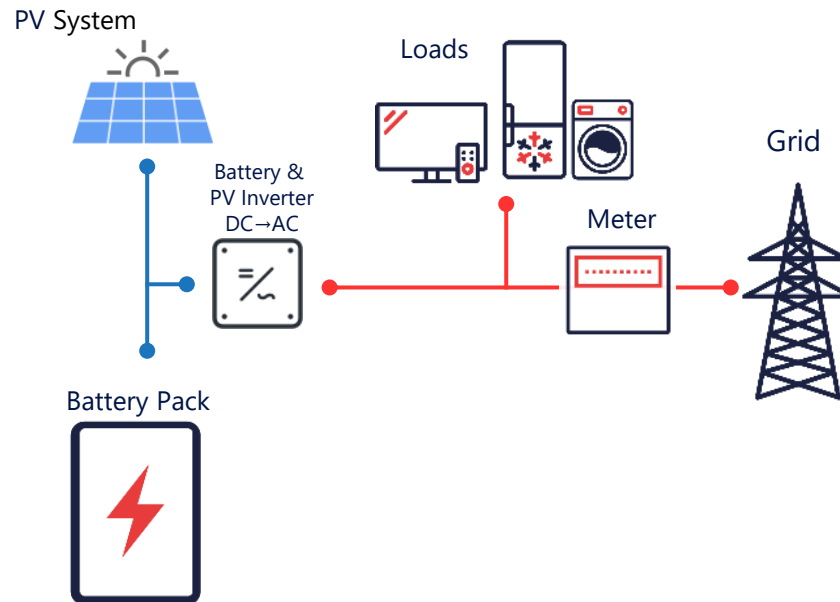 PV System
Loads
Battery &
PV Inverter
DC→AC
Grid
Meter
Battery Pack